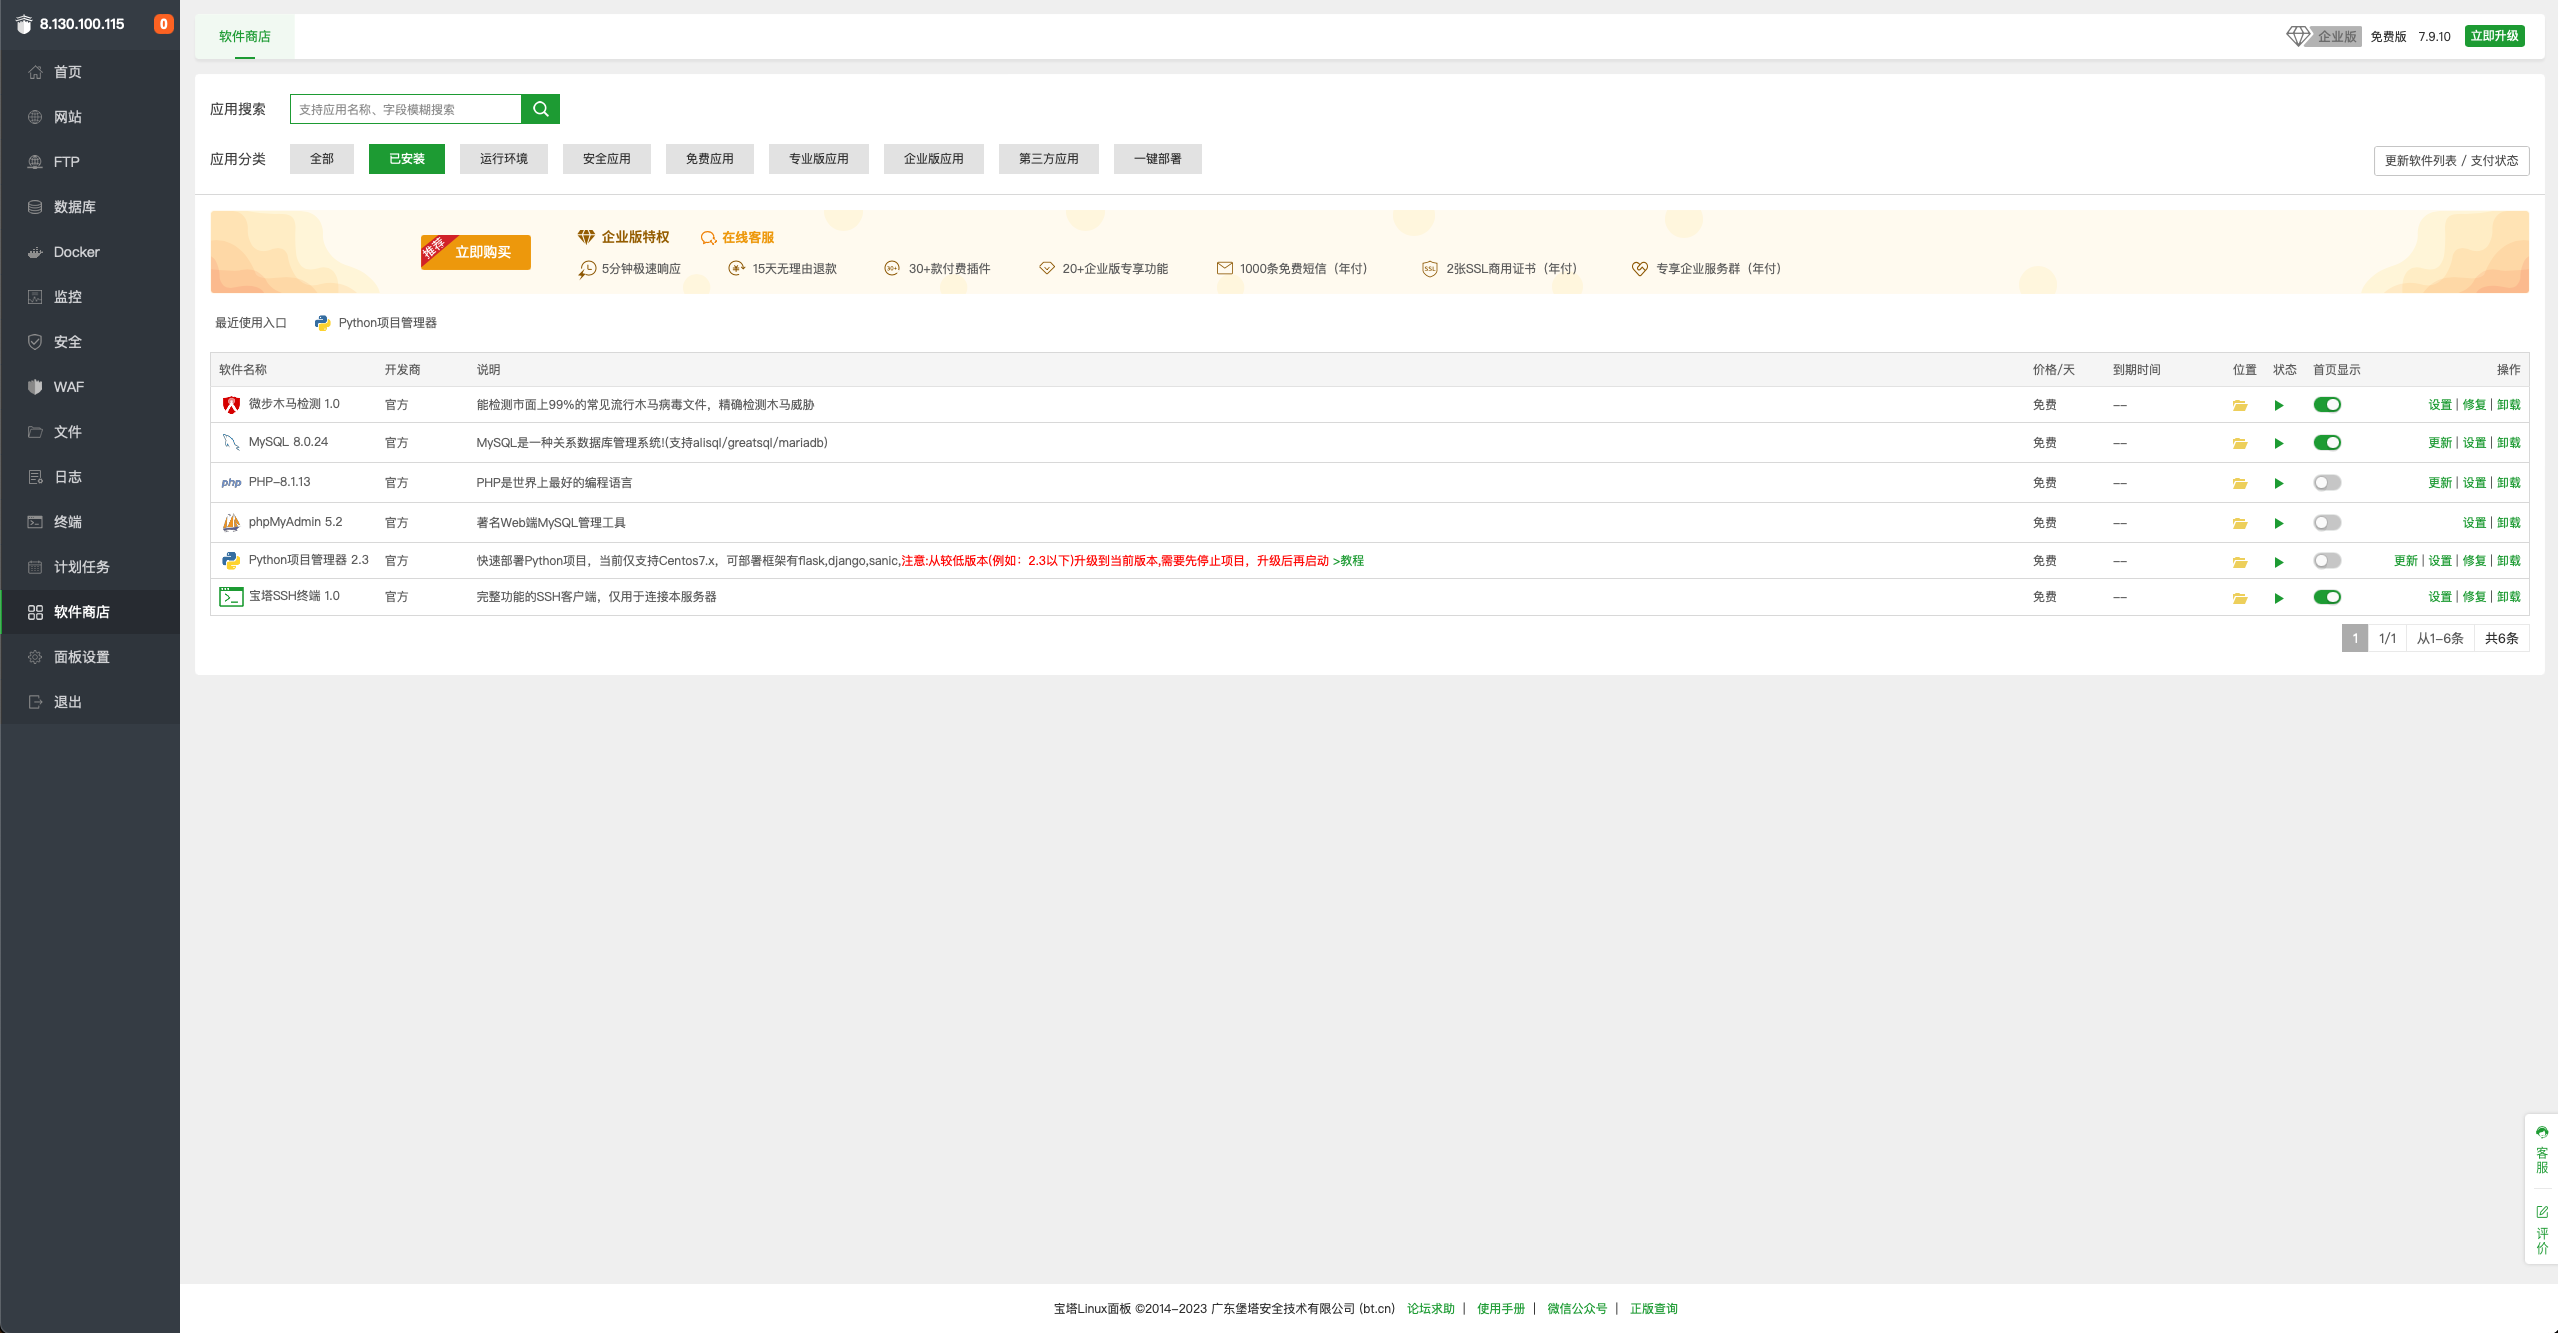 8.130.100.115 0
首页
网站
FTP
数据库
Docker
监控
安全
WAF
文件
日志
终端
计划任务
软件商店
面板设置
退出
软件商店 企业版 免费版 7.9.10 立即升级
应用搜索 支持应用名称、字段模糊搜索
应用分类 全部 已安装 运行环境 安全应用 免费应用 专业版应用 企业版应用 第三方应用 一键部署 更新软件列表 / 支付状态
推荐 立即购买 企业版特权 在线客服
5分钟极速响应 15天无理由退款 30+款付费插件 20+企业版专享功能 1000条免费短信（年付） 2张SSL商用证书（年付） 专享企业服务群（年付）
最近使用入口 Python项目管理器
软件名称 开发商 说明 价格/天 到期时间 位置 状态 首页显示 操作
微步木马检测 1.0 官方 能检测市面上99%的常见流行木马病毒文件，精确检测木马威胁 免费 -- 设置 | 修复 | 卸载
MySQL 8.0.24 官方 MySQL是一种关系数据库管理系统!(支持alisql/greatsql/mariadb) 免费 -- 更新 | 设置 | 卸载
php PHP-8.1.13 官方 PHP是世界上最好的编程语言 免费 -- 更新 | 设置 | 卸载
phpMyAdmin 5.2 官方 著名Web端MySQL管理工具 免费 -- 设置 | 卸载
Python项目管理器 2.3 官方 快速部署Python项目，当前仅支持Centos7.x，可部署框架有flask,django,sanic,注意:从较低版本(例如：2.3以下)升级到当前版本,需要先停止项目，升级后再启动 >教程 免费 -- 更新 | 设置 | 修复 | 卸载
宝塔SSH终端 1.0 官方 完整功能的SSH客户端，仅用于连接本服务器 免费 -- 设置 | 修复 | 卸载
1 1/1 从1-6条 共6条
客服
评价
宝塔Linux面板 ©2014-2023 广东堡塔安全技术有限公司 (bt.cn) 论坛求助 | 使用手册 | 微信公众号 | 正版查询